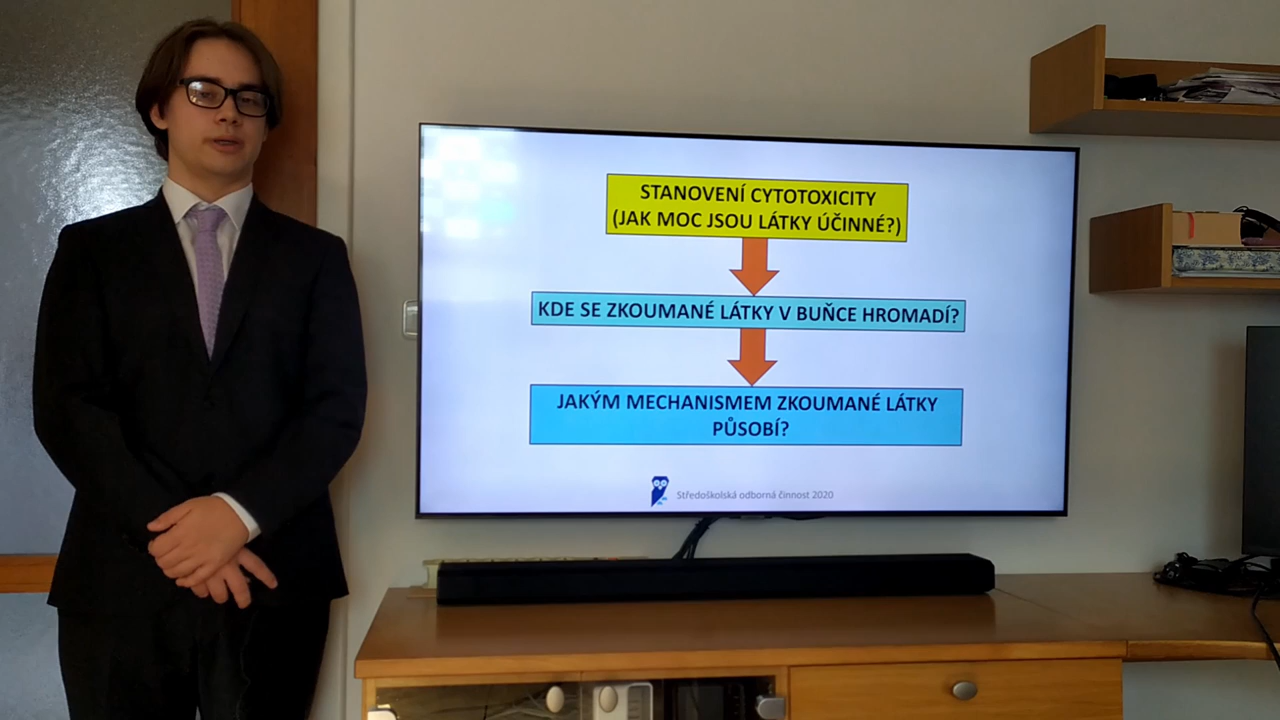 STANOVENÍ CYTOTOXICITY
(JAK MOC JSOU LÁTKY ÚČINNÉ?)
KDE SE ZKOUMANÉ LÁTKY V BUŇCE HROMADÍ?
JAKÝM MECHANISMEM ZKOUMANÉ LÁTKY
PŮSOBÍ?
Středoškolská odborná činnost 2020